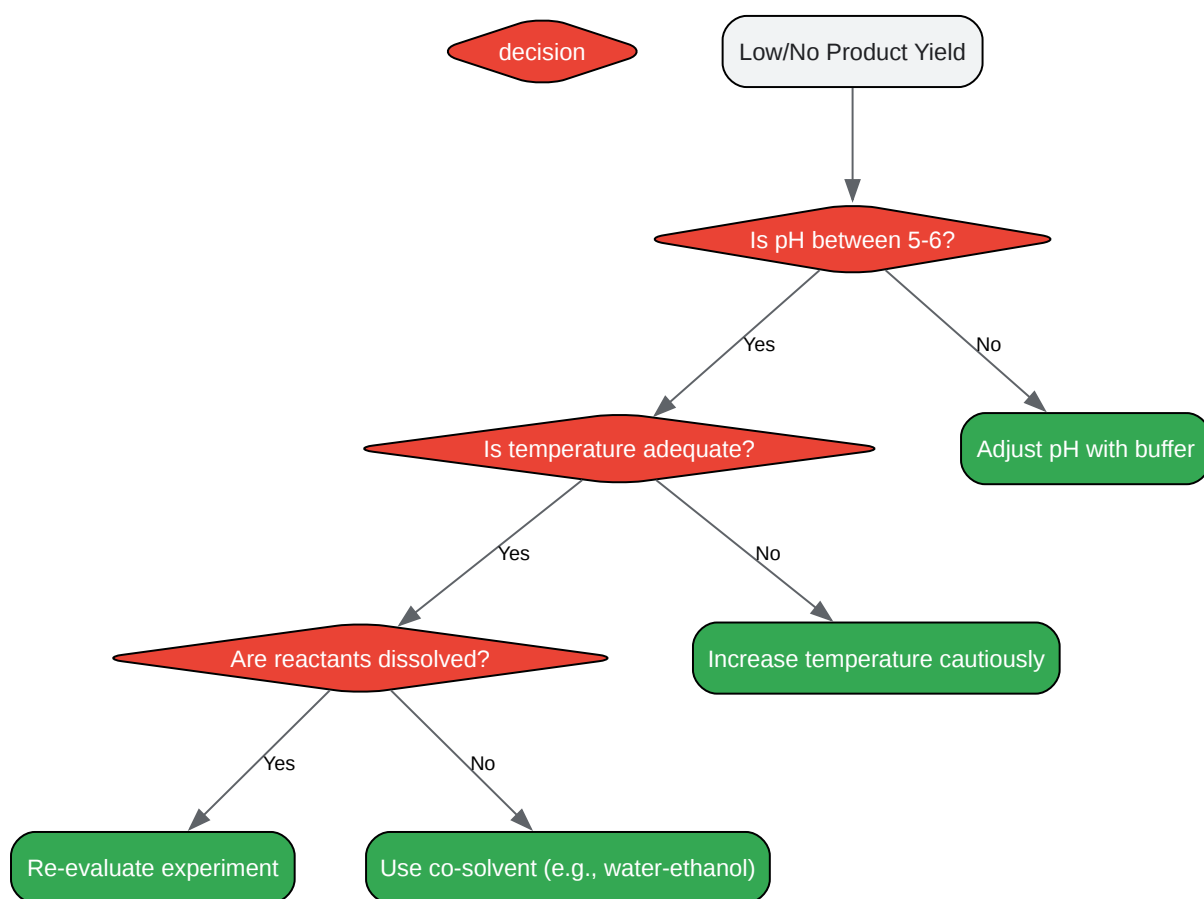 decision
Low/No Product Yield
Is pH between 5-6?
Yes
No
Is temperature adequate?
Adjust pH with buffer
Yes
No
Are reactants dissolved?
Increase temperature cautiously
Yes
No
Re-evaluate experiment
Use co-solvent (e.g., water-ethanol)